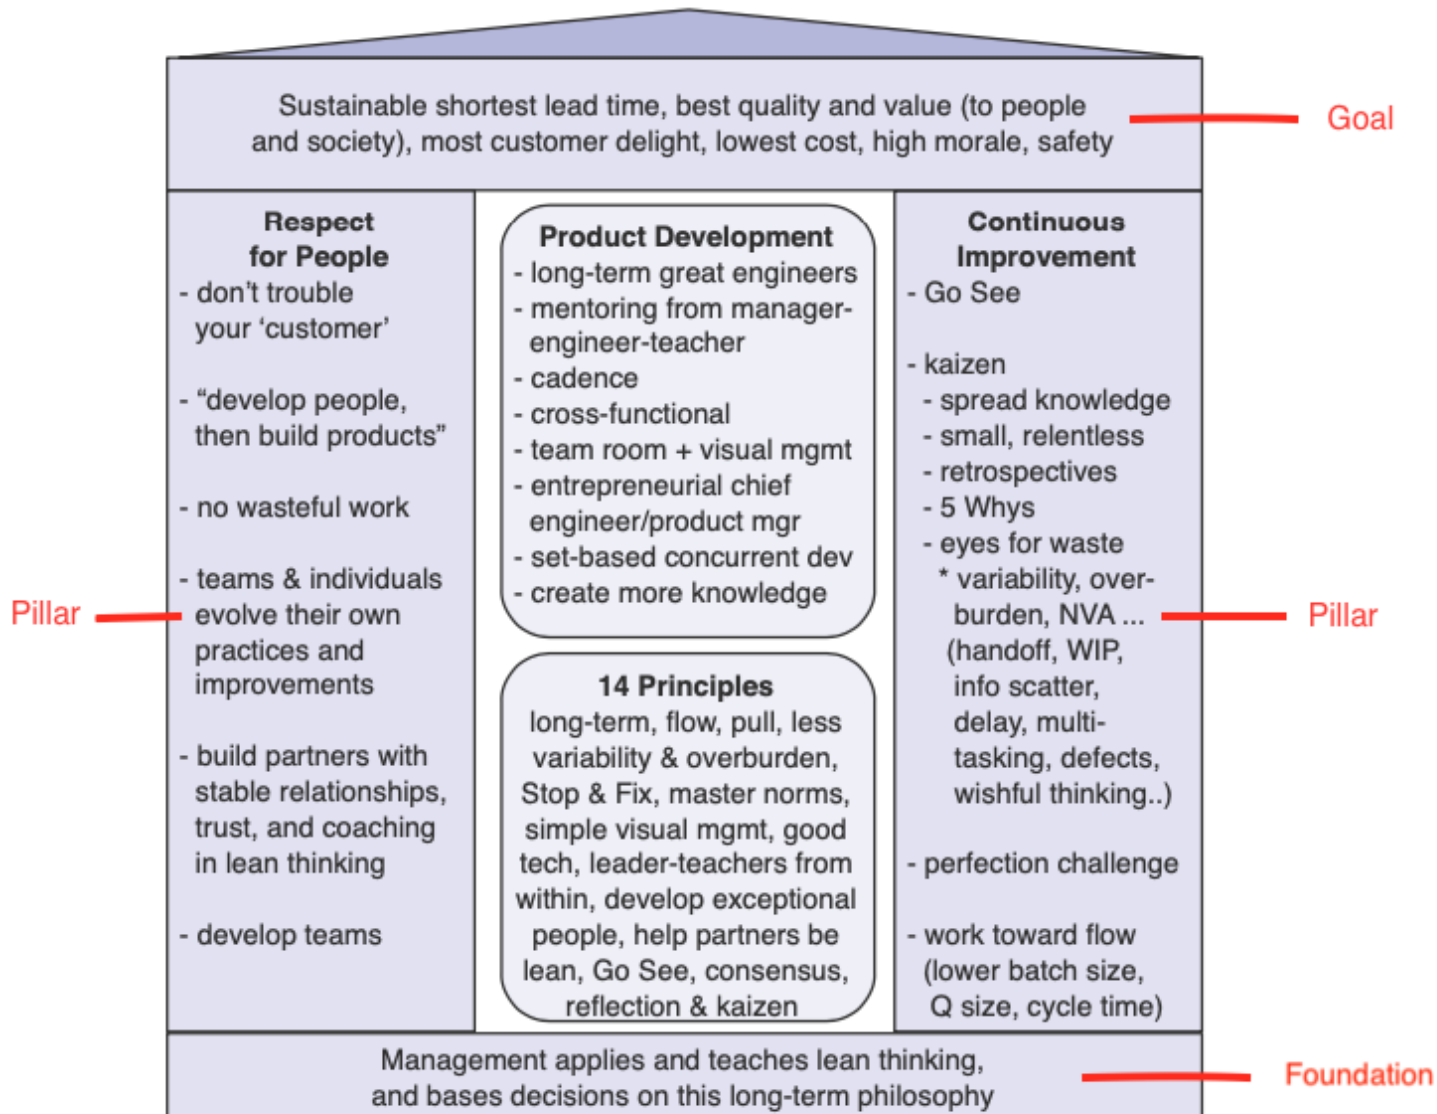 Sustainable shortest lead time, best quality and value (to people
and society), most customer delight, lowest cost, high morale, safety
Goal
Respect
for People
- don't trouble
your ‘customer’
- “develop people,
then build products”
- no wasteful work
- teams & individuals
evolve their own
practices and
improvements
- build partners with
stable relationships,
trust, and coaching
in lean thinking
- develop teams
Pillar
Product Development
- long-term great engineers
- mentoring from manager-
engineer-teacher
- cadence
- cross-functional
- team room + visual mgmt
- entrepreneurial chief
engineer/product mgr
- set-based concurrent dev
- create more knowledge
14 Principles
long-term, flow, pull, less
variability & overburden,
Stop & Fix, master norms,
simple visual mgmt, good
tech, leader-teachers from
within, develop exceptional
people, help partners be
lean, Go See, consensus,
reflection & kaizen
Continuous
Improvement
- Go See
- kaizen
- spread knowledge
- small, relentless
- retrospectives
- 5 Whys
- eyes for waste
* variability, over-
burden, NVA ...
(handoff, WIP,
info scatter,
delay, multi-
tasking, defects,
wishful thinking..)
- perfection challenge
- work toward flow
(lower batch size,
Q size, cycle time)
Pillar
Management applies and teaches lean thinking,
and bases decisions on this long-term philosophy
Foundation